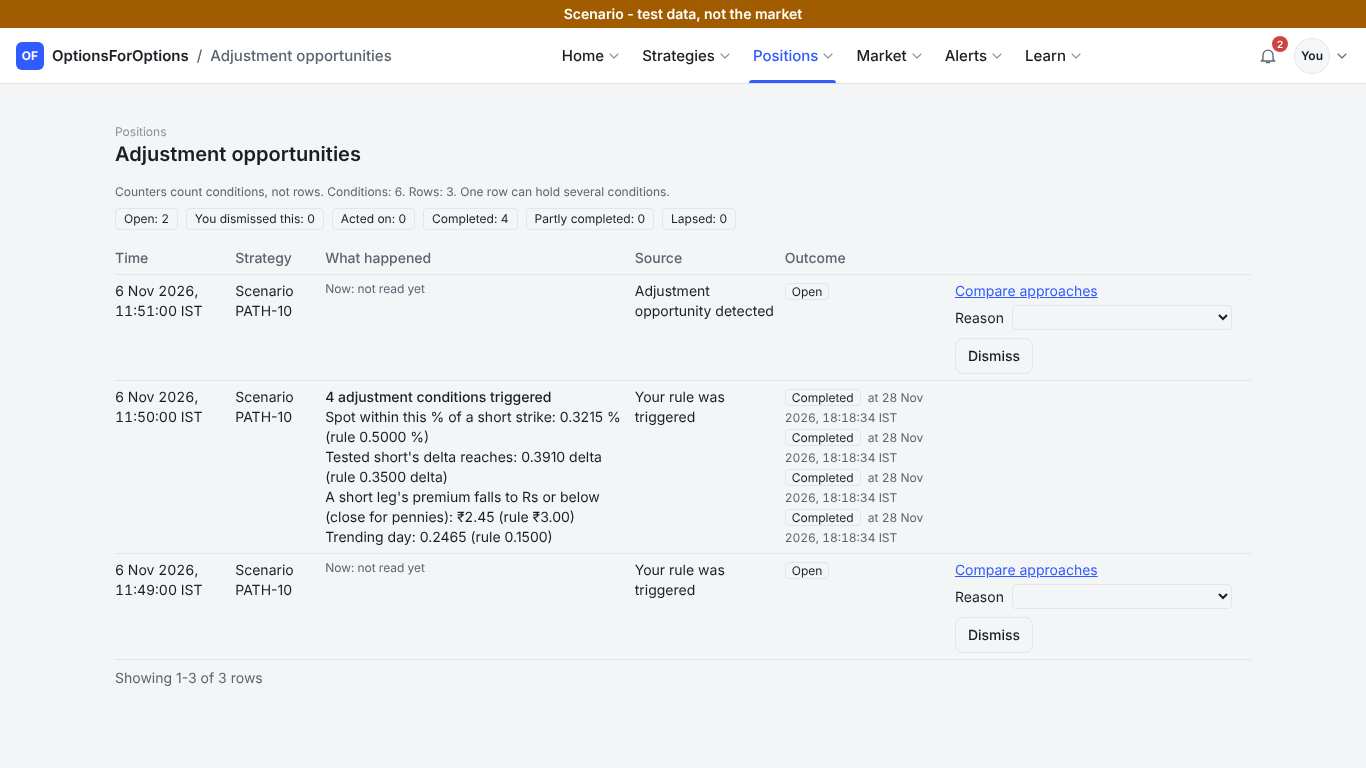 Scenario - test data, not the market
OF OptionsForOptions / Adjustment opportunities Home Strategies Positions Market Alerts Learn 2 You
Positions
Adjustment opportunities
Counters count conditions, not rows. Conditions: 6. Rows: 3. One row can hold several conditions.
Open: 2 You dismissed this: 0 Acted on: 0 Completed: 4 Partly completed: 0 Lapsed: 0
Time Strategy What happened Source Outcome
6 Nov 2026, 11:51:00 IST
Scenario PATH-10
Now: not read yet
Adjustment opportunity detected
Open
Compare approaches
Reason
Dismiss
6 Nov 2026, 11:50:00 IST
Scenario PATH-10
4 adjustment conditions triggered
Spot within this % of a short strike: 0.3215 %
(rule 0.5000 %)
Tested short's delta reaches: 0.3910 delta
(rule 0.3500 delta)
A short leg's premium falls to Rs or below
(close for pennies): ₹2.45 (rule ₹3.00)
Trending day: 0.2465 (rule 0.1500)
Your rule was triggered
Completed at 28 Nov
2026, 18:18:34 IST
Completed at 28 Nov
2026, 18:18:34 IST
Completed at 28 Nov
2026, 18:18:34 IST
Completed at 28 Nov
2026, 18:18:34 IST
6 Nov 2026, 11:49:00 IST
Scenario PATH-10
Now: not read yet
Your rule was triggered
Open
Compare approaches
Reason
Dismiss
Showing 1-3 of 3 rows